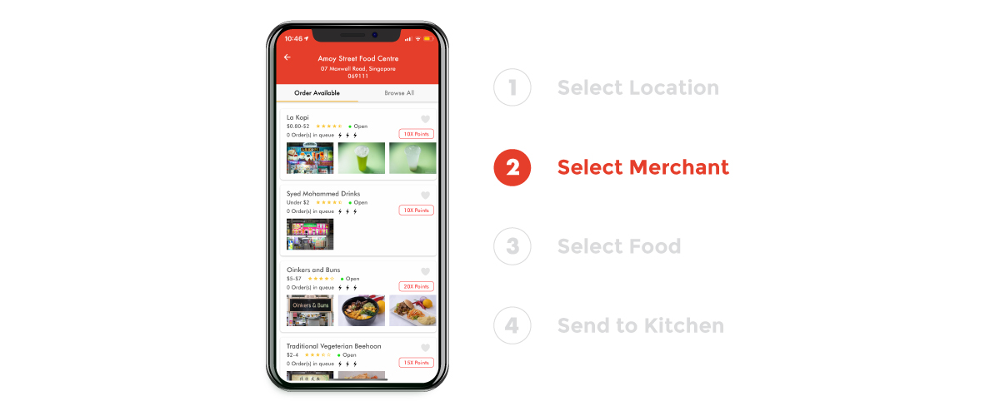 10:46
Amoy Street Food Centre
07 Maxwell Road, Singapore
069111
Order Available
Browse All
La Kopi
$0.80-$2
Open
0 Order(s) in queue
10X Points
LA KOPI
Syed Mohammed Drinks
Under $2
Open
0 Order(s) in queue
10X Points
Oinkers and Buns
$5-$7
Open
0 Order(s) in queue
20X Points
Oinkers & Buns
Traditional Vegeterian Beehoon
$2-4
Open
0 Order(s) in queue
15X Points
1 Select Location
2 Select Merchant
3 Select Food
4 Send to Kitchen